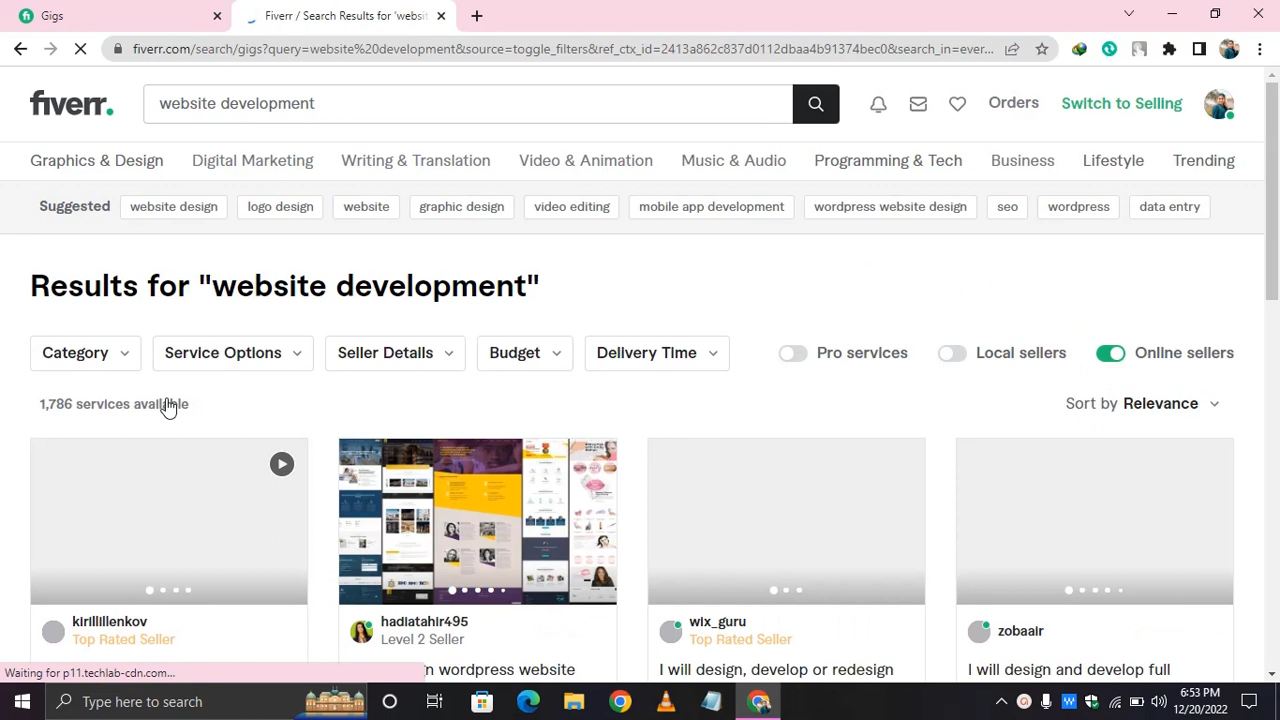 Gigs
Fiverr / Search Results for 'websi
fiverr.com/search/gigs?query=website%20development&source=toggle_filters&ref_ctx_id=2413a862c837d0112dbaa4b91374bec0&search_in=ever...
fiverr.
website development
Orders
Switch to Selling
Graphics & Design
Digital Marketing
Writing & Translation
Video & Animation
Music & Audio
Programming & Tech
Business
Lifestyle
Trending
Suggested
website design
logo design
website
graphic design
video editing
mobile app development
wordpress website design
seo
wordpress
data entry
Results for "website development"
Category
Service Options
Seller Details
Budget
Delivery Time
Pro services
Local sellers
Online sellers
1,786 services available
Sort by Relevance
kirillllenkov
Top Rated Seller
hadiatahir495
Level 2 Seller
wix_guru
Top Rated Seller
zobaair
n wordpress website
I will design, develop or redesign
I will design and develop full
Waiting for p11.techlab-cdn.com...
Type here to search
6:53 PM
12/20/2022